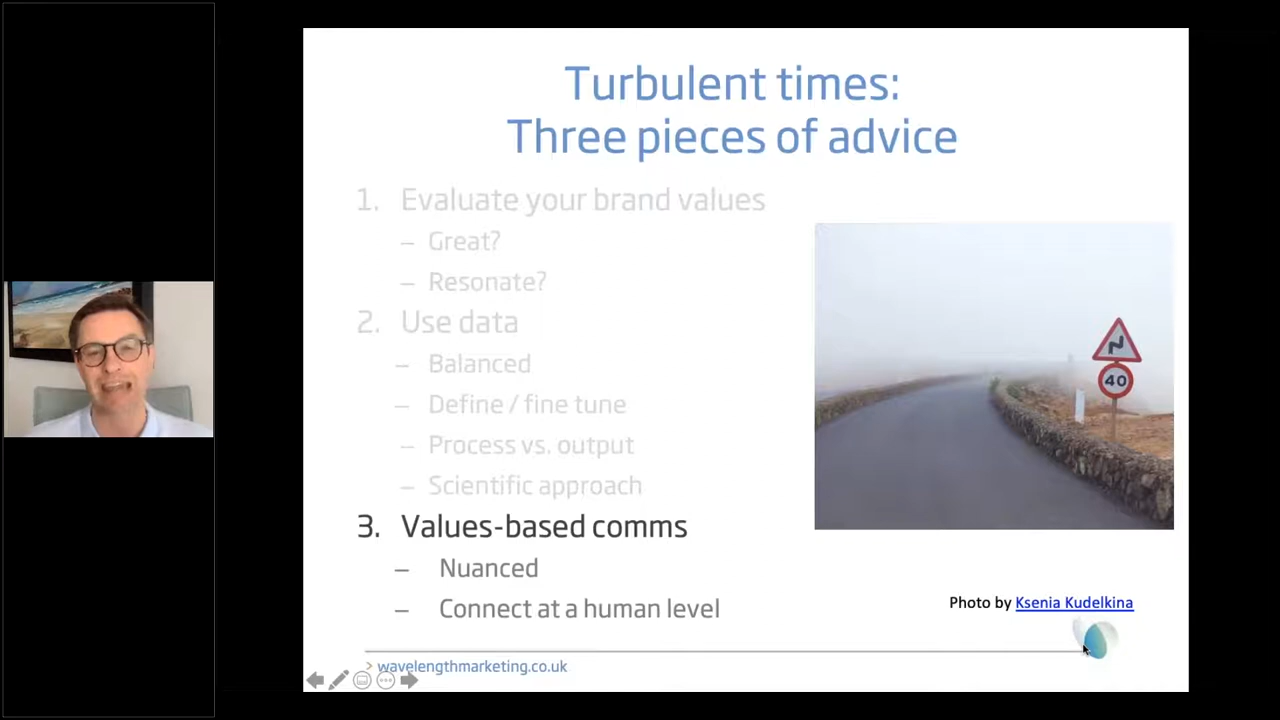 Turbulent times:
Three pieces of advice
1. Evaluate your brand values
– Great?
– Resonate?
2. Use data
– Balanced
– Define / fine tune
– Process vs. output
– Scientific approach
3. Values-based comms
– Nuanced
– Connect at a human level
40
Photo by Ksenia Kudelkina
> wavelengthmarketing.co.uk